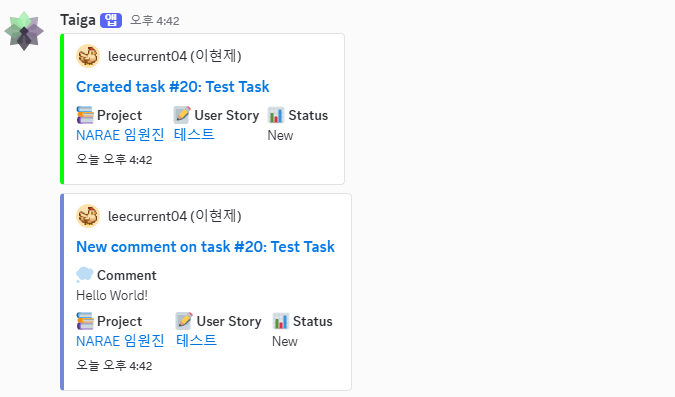 Taiga 앱 오후 4:42
leecurrent04 (이현제)
Created task #20: Test Task
Project User Story Status
NARAE 임원진 테스트 New
오늘 오후 4:42
leecurrent04 (이현제)
New comment on task #20: Test Task
Comment
Hello World!
Project User Story Status
NARAE 임원진 테스트 New
오늘 오후 4:42